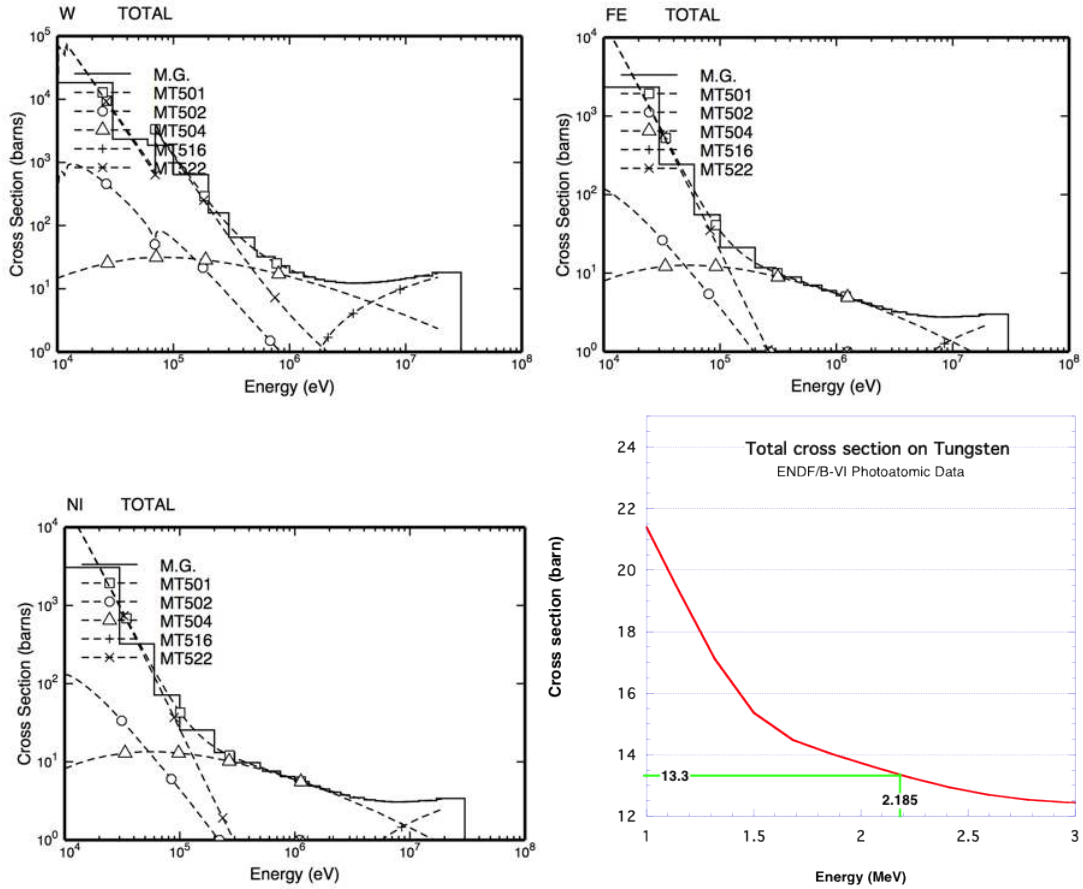 W TOTAL
10^5
10^4
10^3
10^2
10^1
10^0
Cross Section (barns)
M.G.
MT501
MT502
MT504
MT516
MT522
10^4 10^5 10^6 10^7 10^8
Energy (eV)
FE TOTAL
10^4
10^3
10^2
10^1
10^0
Cross Section (barns)
M.G.
MT501
MT502
MT504
MT516
MT522
10^4 10^5 10^6 10^7 10^8
Energy (eV)
NI TOTAL
10^4
10^3
10^2
10^1
10^0
Cross Section (barns)
M.G.
MT501
MT502
MT504
MT516
MT522
10^4 10^5 10^6 10^7 10^8
Energy (eV)
Total cross section on Tungsten
ENDF/B-VI Photoatomic Data
24
22
20
18
16
14
12
Cross section (barn)
13.3
2.185
1 1.5 2 2.5 3
Energy (MeV)